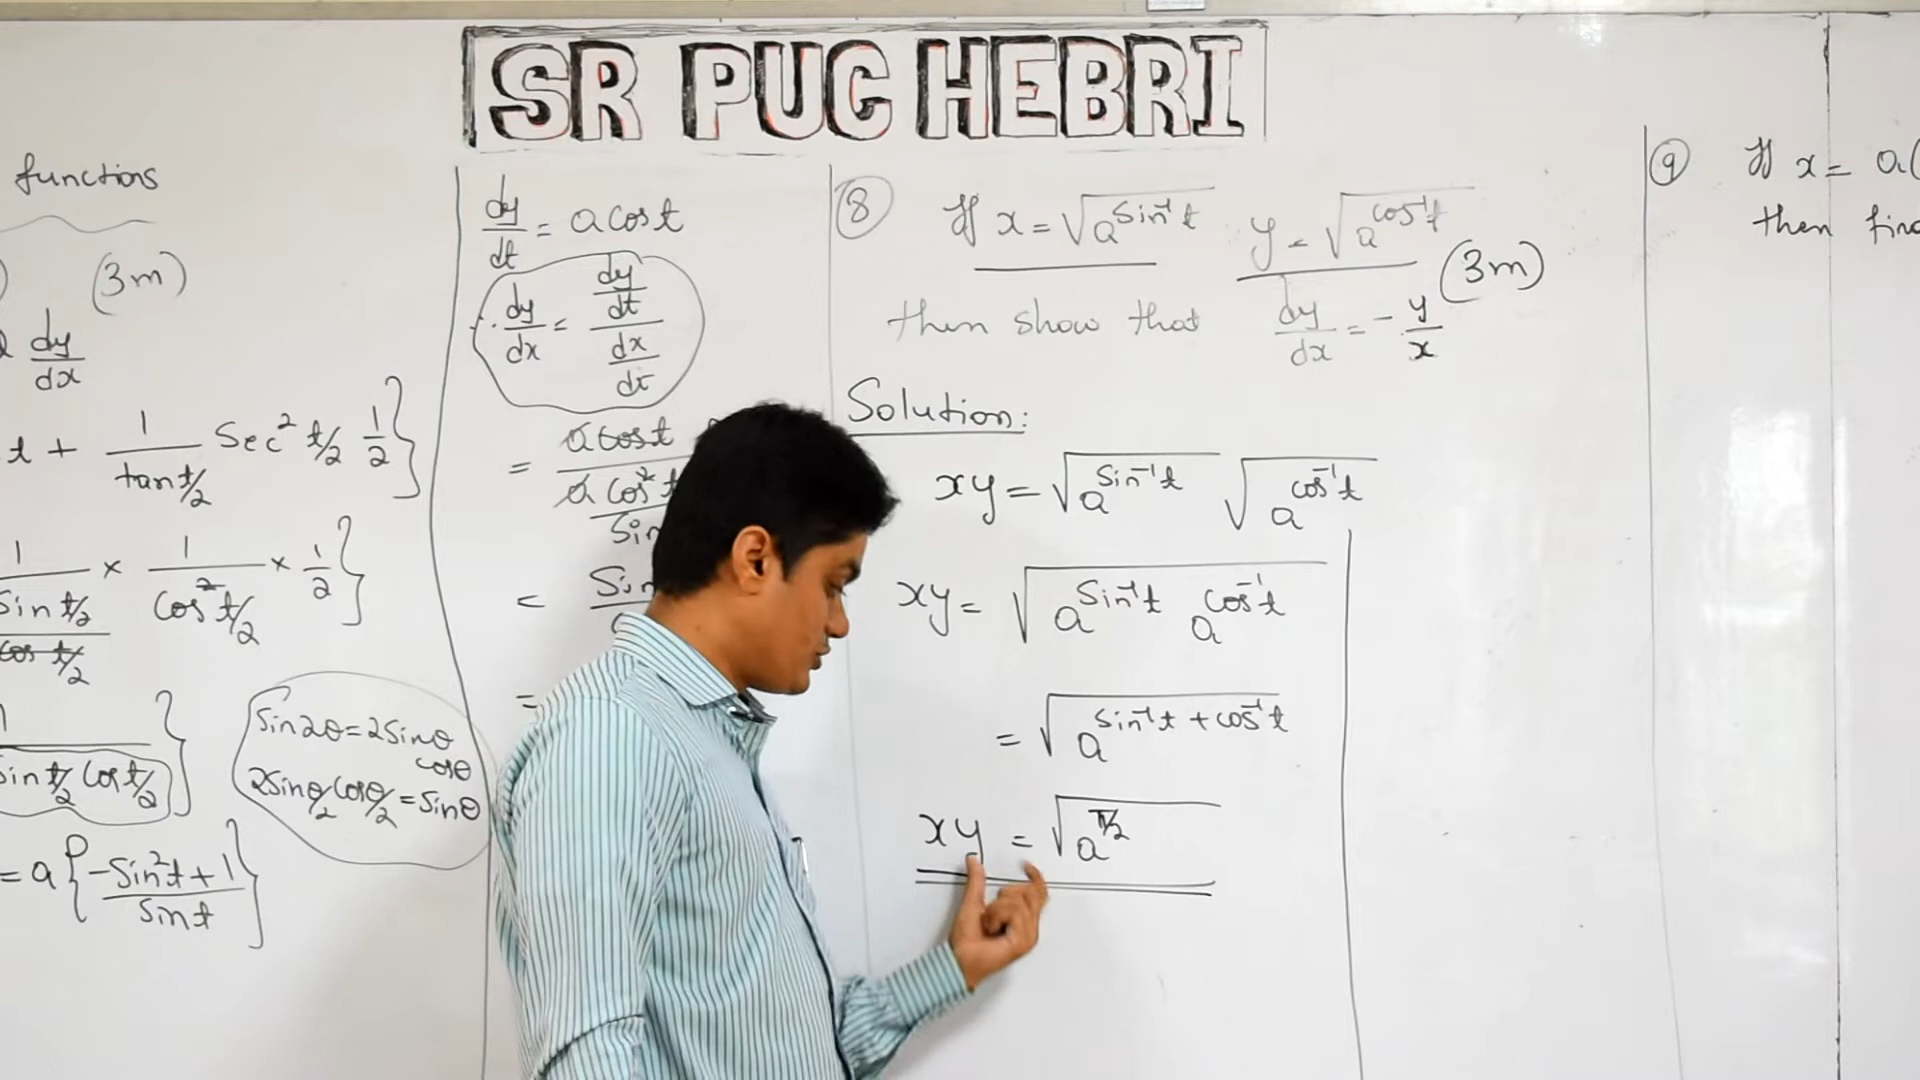 SR PUC HEBRI
functions
(3m)
dy/dx
t + 1/tan t/2 Sec² t/2 1/2}
1/(Sin t/2/cos t/2) × 1/cos² t/2 × 1/2}
Sin t/2 Cos t/2}
Sin2θ=2Sinθ
cosθ
2Sinθ/2 cosθ/2 = Sinθ
= a{(-Sin²t+1)/Sin t}
dy/dt = a cos t
∴ dy/dx = (dy/dt)/(dx/dt)
= a cos t/(a cos² t/Sin
= Sin
=
⑧ If x = √(a^(Sin⁻¹t)) y = √(a^(cos⁻¹t))
(3m)
then show that dy/dx = - y/x
Solution:
xy = √(a^(Sin⁻¹t)) √(a^(cos⁻¹t))
xy = √(a^(Sin⁻¹t) a^(cos⁻¹t))
= √(a^(Sin⁻¹t + cos⁻¹t))
xy = √(a^(π/2))
⑨ If x = a(
then find